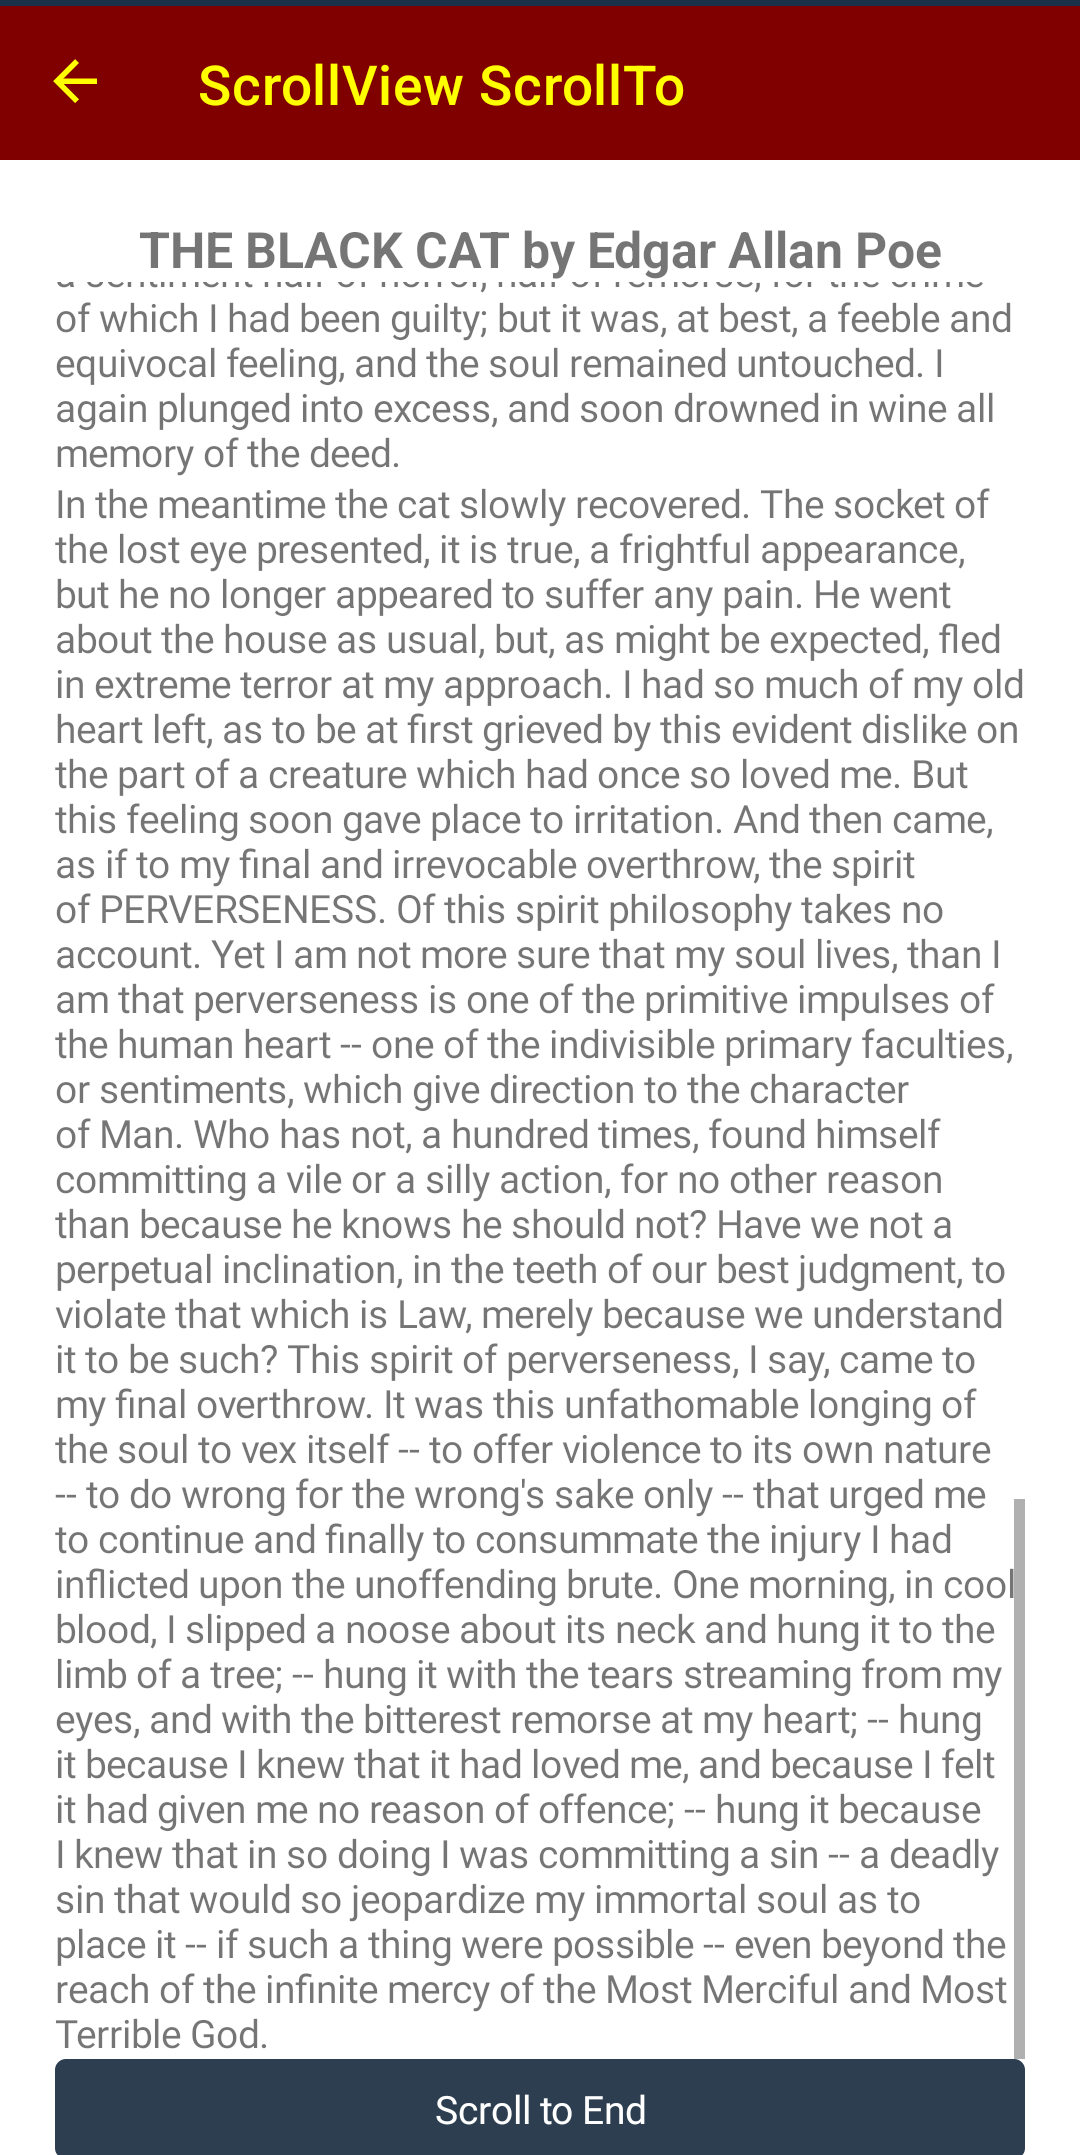 ScrollView ScrollTo
THE BLACK CAT by Edgar Allan Poe
a sentiment half of horror, half of remorse, for the crime
of which I had been guilty; but it was, at best, a feeble and
equivocal feeling, and the soul remained untouched. I
again plunged into excess, and soon drowned in wine all
memory of the deed.
In the meantime the cat slowly recovered. The socket of
the lost eye presented, it is true, a frightful appearance,
but he no longer appeared to suffer any pain. He went
about the house as usual, but, as might be expected, fled
in extreme terror at my approach. I had so much of my old
heart left, as to be at first grieved by this evident dislike on
the part of a creature which had once so loved me. But
this feeling soon gave place to irritation. And then came,
as if to my final and irrevocable overthrow, the spirit
of PERVERSENESS. Of this spirit philosophy takes no
account. Yet I am not more sure that my soul lives, than I
am that perverseness is one of the primitive impulses of
the human heart -- one of the indivisible primary faculties,
or sentiments, which give direction to the character
of Man. Who has not, a hundred times, found himself
committing a vile or a silly action, for no other reason
than because he knows he should not? Have we not a
perpetual inclination, in the teeth of our best judgment, to
violate that which is Law, merely because we understand
it to be such? This spirit of perverseness, I say, came to
my final overthrow. It was this unfathomable longing of
the soul to vex itself -- to offer violence to its own nature
-- to do wrong for the wrong's sake only -- that urged me
to continue and finally to consummate the injury I had
inflicted upon the unoffending brute. One morning, in cool
blood, I slipped a noose about its neck and hung it to the
limb of a tree; -- hung it with the tears streaming from my
eyes, and with the bitterest remorse at my heart; -- hung
it because I knew that it had loved me, and because I felt
it had given me no reason of offence; -- hung it because
I knew that in so doing I was committing a sin -- a deadly
sin that would so jeopardize my immortal soul as to
place it -- if such a thing were possible -- even beyond the
reach of the infinite mercy of the Most Merciful and Most
Terrible God.
Scroll to End